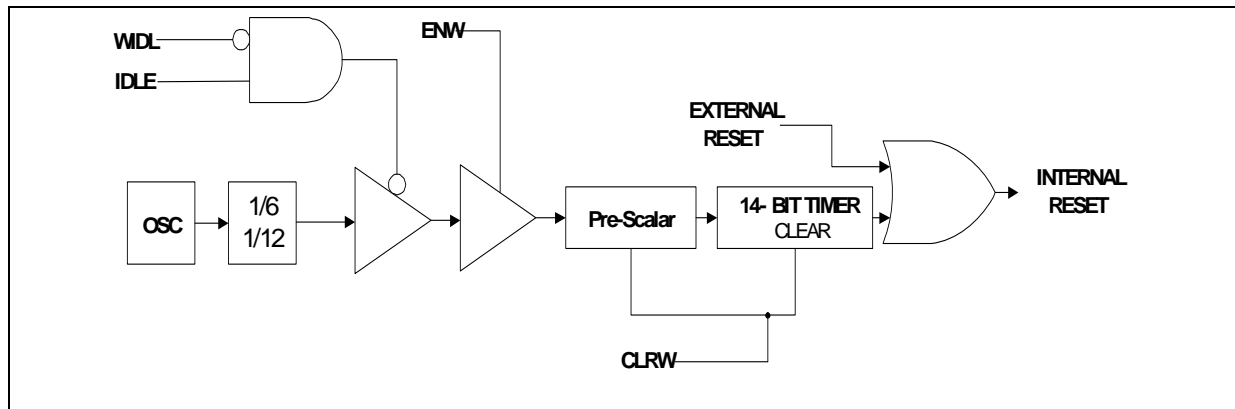 WIDL
IDLE
ENW
EXTERNAL
RESET
INTERNAL
RESET
OSC
1/6
1/12
Pre-Scalar
14- BIT TIMER
CLEAR
CLRW